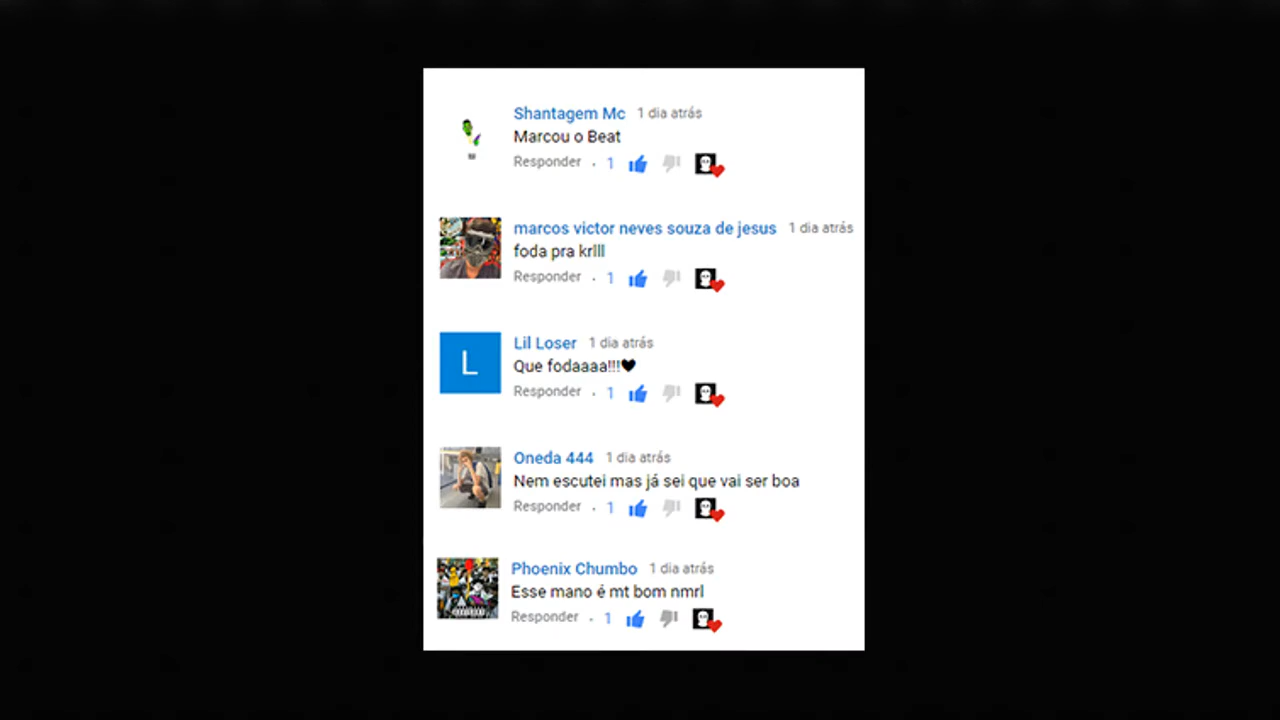 Shantagem Mc 1 dia atrás
Marcou o Beat
Responder . 1
marcos victor neves souza de jesus 1 dia atrás
foda pra krlll
Responder . 1
L
Lil Loser 1 dia atrás
Que fodaaaa!!!♥
Responder . 1
Oneda 444 1 dia atrás
Nem escutei mas já sei que vai ser boa
Responder . 1
Phoenix Chumbo 1 dia atrás
Esse mano é mt bom nmrl
Responder . 1